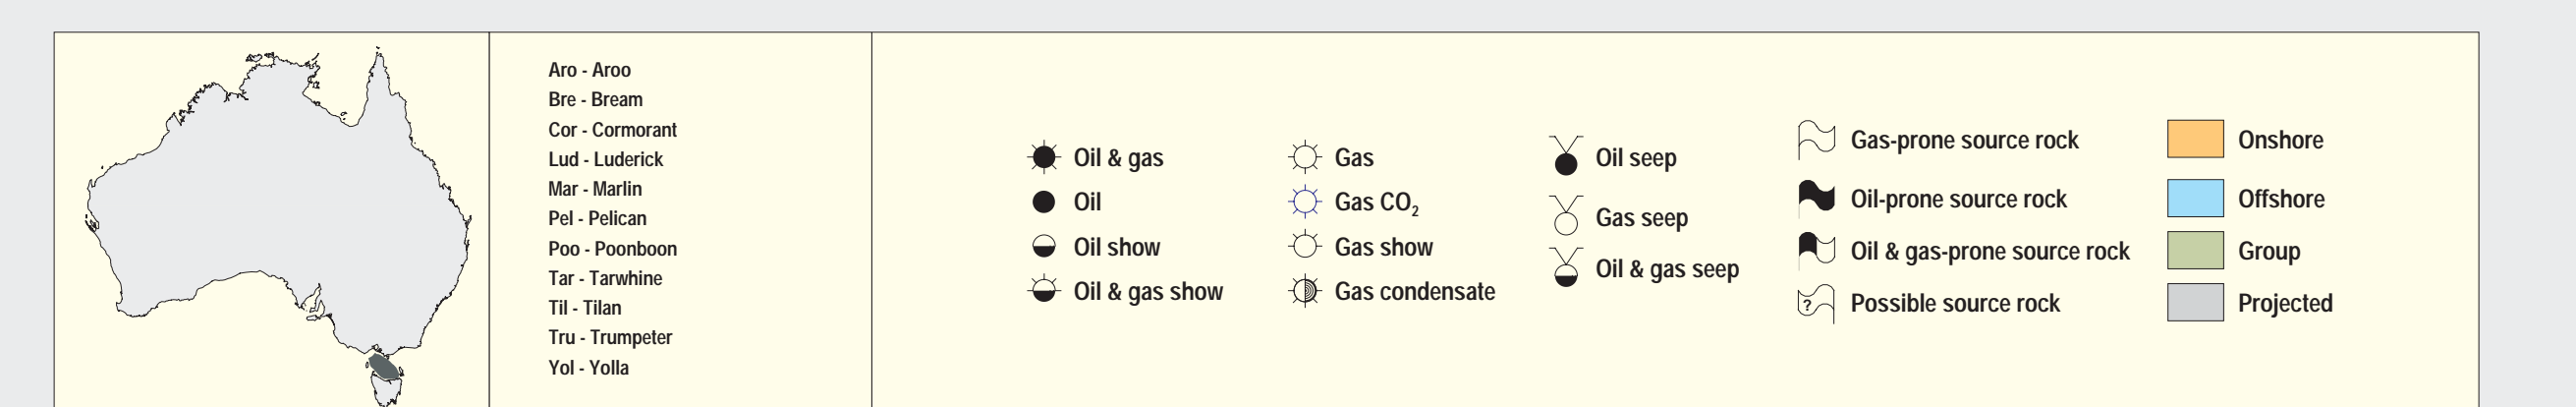 Aro - Aroo
Bre - Bream
Cor - Cormorant
Lud - Luderick
Mar - Marlin
Pel - Pelican
Poo - Poonboon
Tar - Tarwhine
Til - Tilan
Tru - Trumpeter
Yol - Yolla
Oil & gas
Oil
Oil show
Oil & gas show
Gas
Gas CO₂
Gas show
Gas condensate
Oil seep
Gas seep
Oil & gas seep
Gas-prone source rock
Oil-prone source rock
Oil & gas-prone source rock
? Possible source rock
Onshore
Offshore
Group
Projected